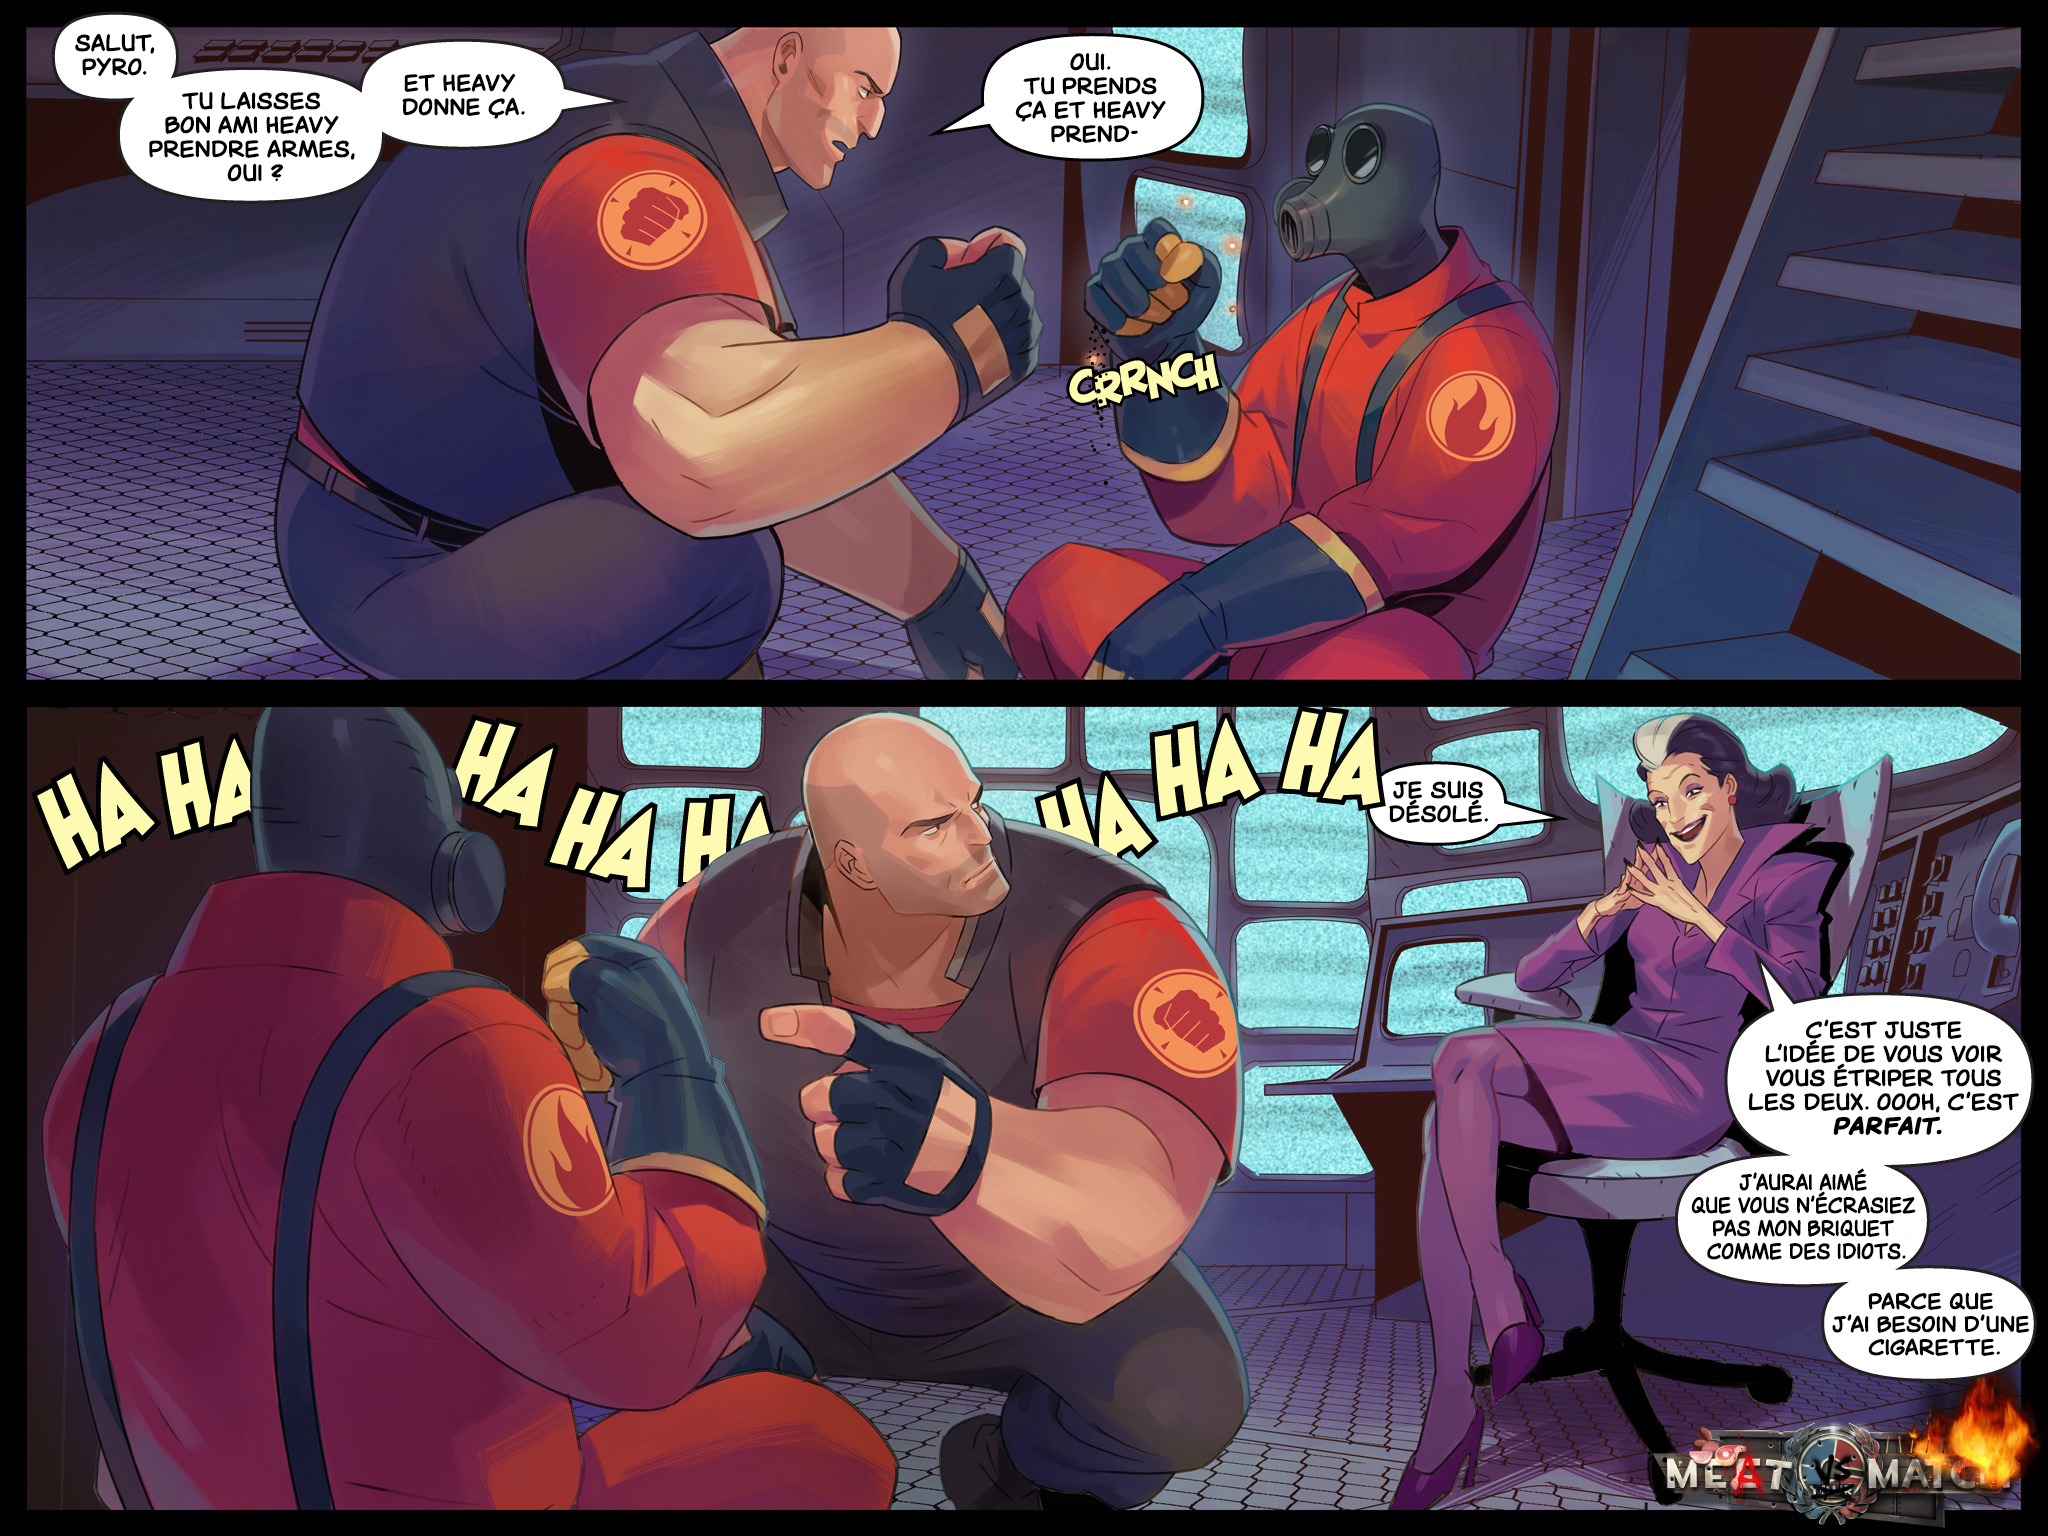 SALUT,
PYRO.
TU LAISSES
BON AMI HEAVY
PRENDRE ARMES,
OUI ?
ET HEAVY
DONNE ÇA.
OUI.
TU PRENDS
ÇA ET HEAVY
PREND-
CRRNCH
HA HA HA HA HA HA HA HA
JE SUIS
DÉSOLÉ.
C'EST JUSTE
L'IDÉE DE VOUS VOIR
VOUS ÉTRIPER TOUS
LES DEUX. OOOH, C'EST
PARFAIT.
J'AURAI AIMÉ
QUE VOUS N'ÉCRASIEZ
PAS MON BRIQUET
COMME DES IDIOTS.
PARCE QUE
J'AI BESOIN D'UNE
CIGARETTE.
MEAT VS MATCH